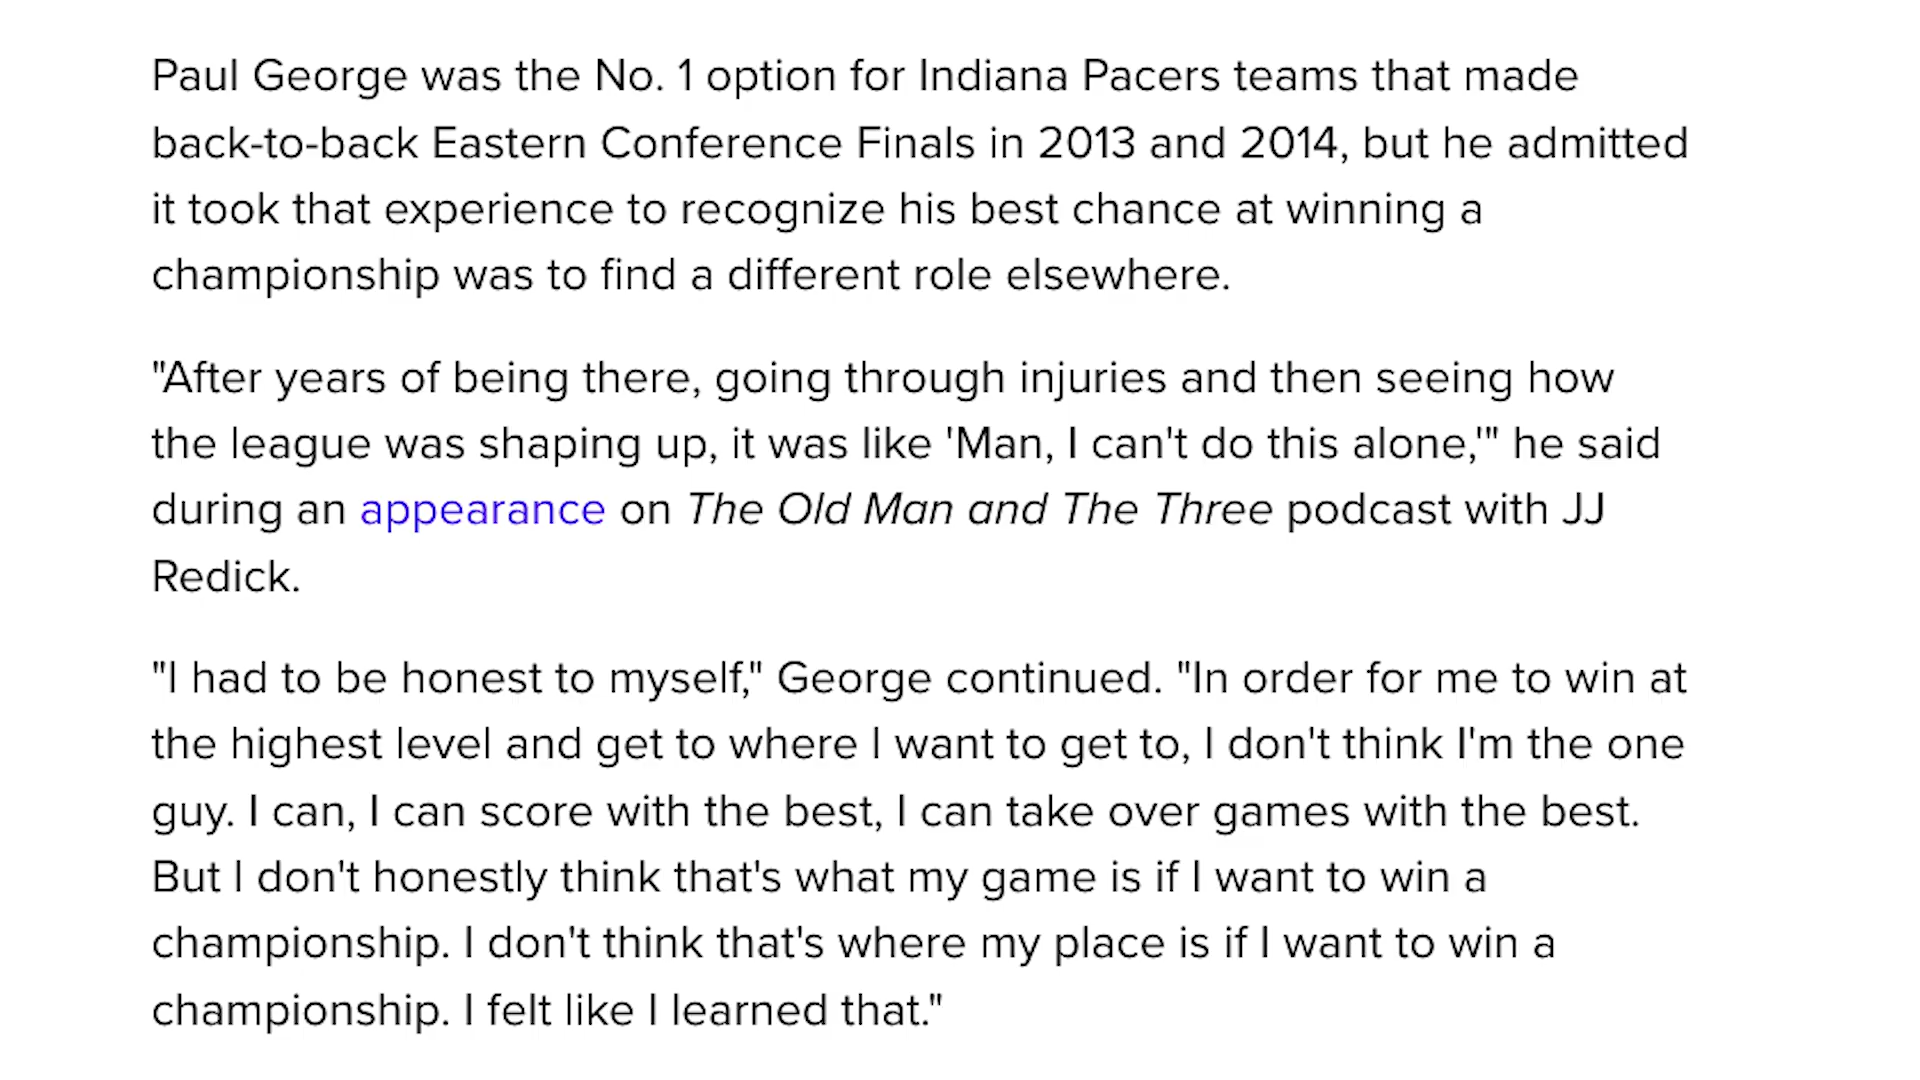 Paul George was the No. 1 option for Indiana Pacers teams that made
back-to-back Eastern Conference Finals in 2013 and 2014, but he admitted
it took that experience to recognize his best chance at winning a
championship was to find a different role elsewhere.
"After years of being there, going through injuries and then seeing how
the league was shaping up, it was like 'Man, I can't do this alone,'" he said
during an appearance on The Old Man and The Three podcast with JJ
Redick.
"I had to be honest to myself," George continued. "In order for me to win at
the highest level and get to where I want to get to, I don't think I'm the one
guy. I can, I can score with the best, I can take over games with the best.
But I don't honestly think that's what my game is if I want to win a
championship. I don't think that's where my place is if I want to win a
championship. I felt like I learned that."